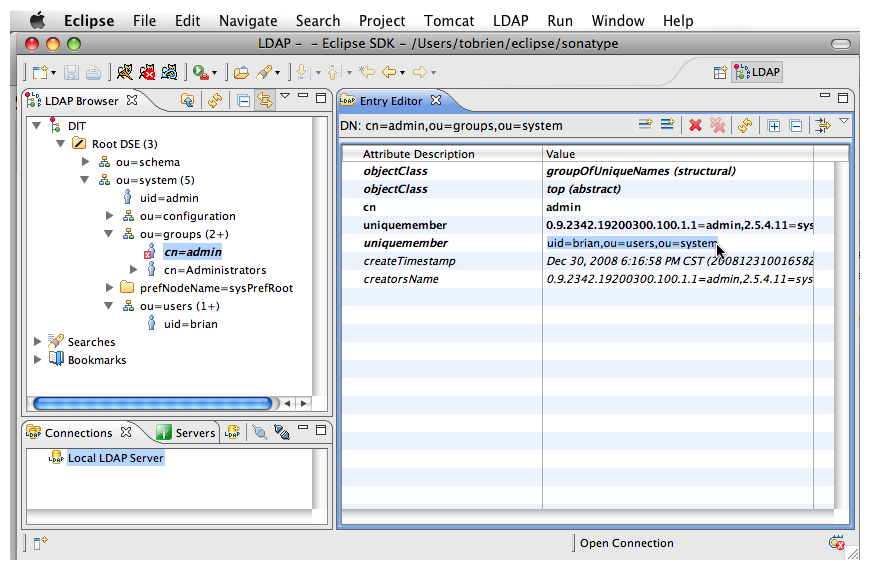 Eclipse File Edit Navigate Search Project Tomcat LDAP Run Window Help
LDAP - - Eclipse SDK - /Users/tobrien/eclipse/sonatype
LDAP
LDAP Browser
DIT
Root DSE (3)
ou=schema
ou=system (5)
uid=admin
ou=configuration
ou=groups (2+)
cn=admin
cn=Administrators
prefNodeName=sysPrefRoot
ou=users (1+)
uid=brian
Searches
Bookmarks
Connections Servers
Local LDAP Server
Entry Editor
DN: cn=admin,ou=groups,ou=system
Attribute Description Value
objectClass groupOfUniqueNames (structural)
objectClass top (abstract)
cn admin
uniquemember 0.9.2342.19200300.100.1.1=admin,2.5.4.11=sys
uniquemember uid=brian,ou=users,ou=system
createTimestamp Dec 30, 2008 6:16:58 PM CST (20081231001658Z
creatorsName 0.9.2342.19200300.100.1.1=admin,2.5.4.11=sys
Open Connection